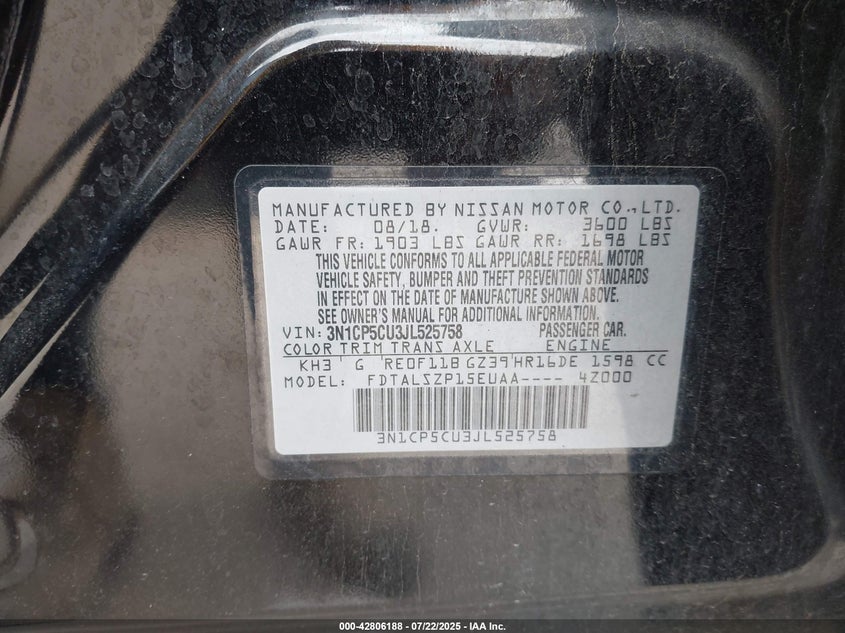 MANUFACTURED BY NISSAN MOTOR CO., LTD.
DATE: 08/18. GVWR: 3600 LBS
GAWR FR: 1903 LBS GAWR RR: 1698 LBS
THIS VEHICLE CONFORMS TO ALL APPLICABLE FEDERAL MOTOR
VEHICLE SAFETY, BUMPER AND THEFT PREVENTION STANDARDS
IN EFFECT ON THE DATE OF MANUFACTURE SHOWN ABOVE.
SEE OWNER'S MANUAL FOR ADDITIONAL INFORMATION.
VIN: 3N1CP5CU3JL525758 PASSENGER CAR.
COLOR TRIM TRANS AXLE ENGINE
KH3 G RE0F11B GZ39 HR16DE 1598 CC
MODEL: FDTALSZP15EUAA---- 4Z000
3N1CP5CU3JL525758
000-42806188 - 07/22/2025 - IAA Inc.